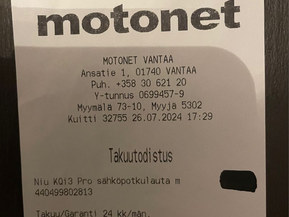 motonet
MOTONET VANTAA
Ansatie 1, 01740 VANTAA
Puh. +358 30 621 20
Y-tunnus 0699457-9
Myymälä 73-10, Myyjä 5302
Kuitti 32755 26.07.2024 17:29
Takuutodistus
Niu KQi3 Pro sähköpotkulauta m
440499802813
Takuu/Garanti 24 kk/mån.